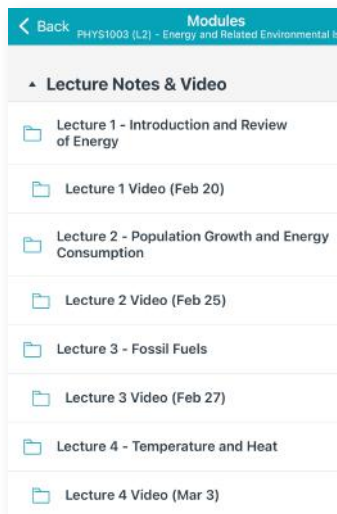 Back
Modules
PHYS1003 (L2) - Energy and Related Environmental
Lecture Notes & Video
Lecture 1 - Introduction and Review
of Energy
Lecture 1 Video (Feb 20)
Lecture 2 - Population Growth and Energy
Consumption
Lecture 2 Video (Feb 25)
Lecture 3 - Fossil Fuels
Lecture 3 Video (Feb 27)
Lecture 4 - Temperature and Heat
Lecture 4 Video (Mar 3)